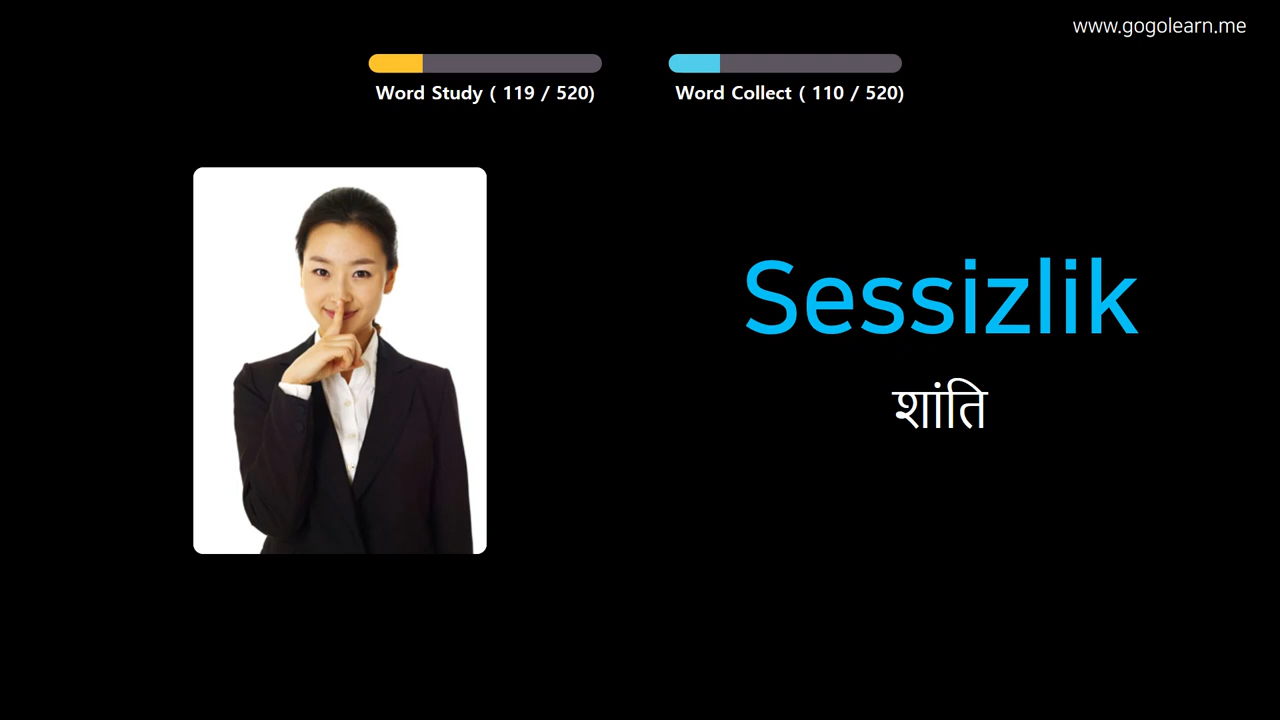 www.gogolearn.me
Word Study ( 119 / 520)
Word Collect ( 110 / 520)
Sessizlik
शांति